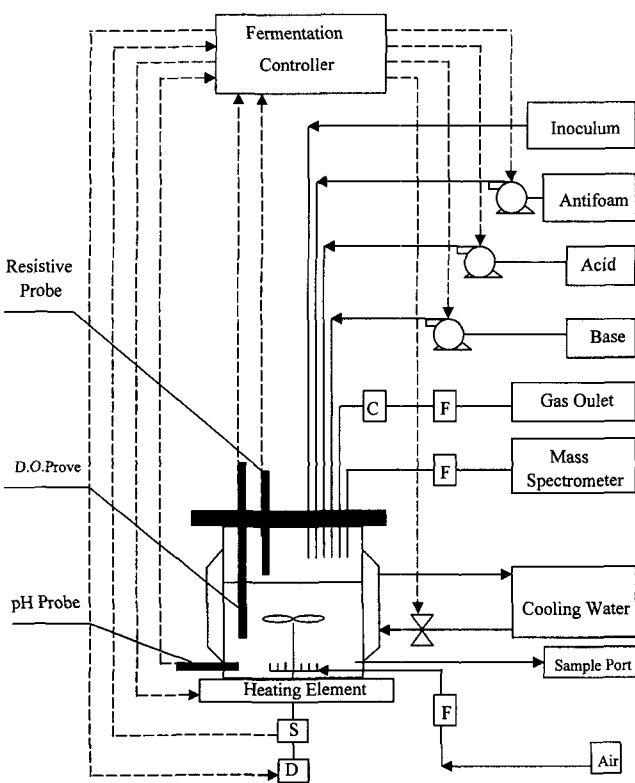 Fermentation
Controller
Inoculum
Antifoam
Acid
Base
Resistive
Probe
C
F
Gas Oulet
D.O.Prove
F
Mass
Spectrometer
pH Probe
Cooling Water
Sample Port
Heating Element
F
S
D
Air